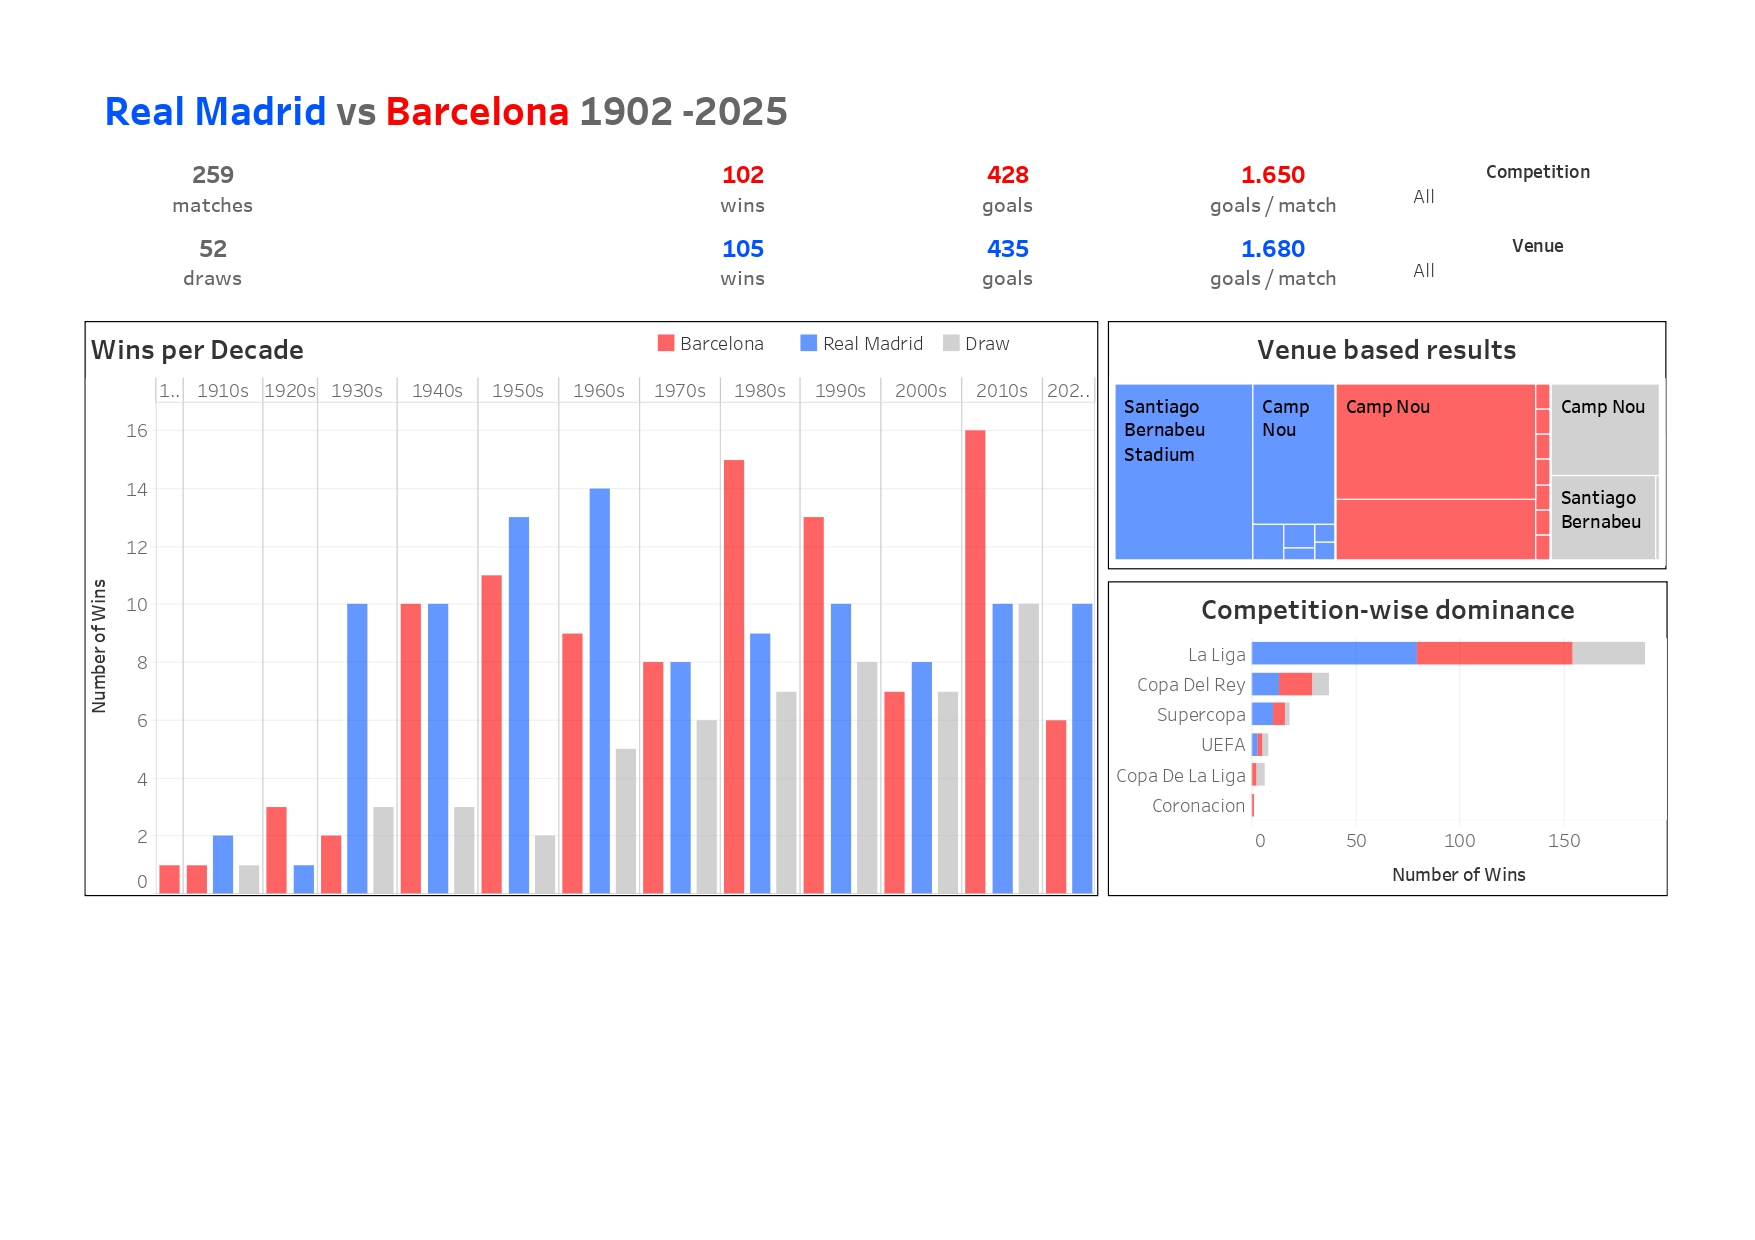 Real Madrid vs Barcelona 1902 -2025
259
matches
102
wins
428
goals
1.650
goals / match
Competition
All
52
draws
105
wins
435
goals
1.680
goals / match
Venue
All
Wins per Decade
Barcelona
Real Madrid
Draw
1..
1910s
1920s
1930s
1940s
1950s
1960s
1970s
1980s
1990s
2000s
2010s
202..
16
14
12
10
8
6
4
2
0
Number of Wins
Venue based results
Santiago
Bernabeu
Stadium
Camp
Nou
Camp Nou
Camp Nou
Santiago
Bernabeu
Competition-wise dominance
La Liga
Copa Del Rey
Supercopa
UEFA
Copa De La Liga
Coronacion
0
50
100
150
Number of Wins